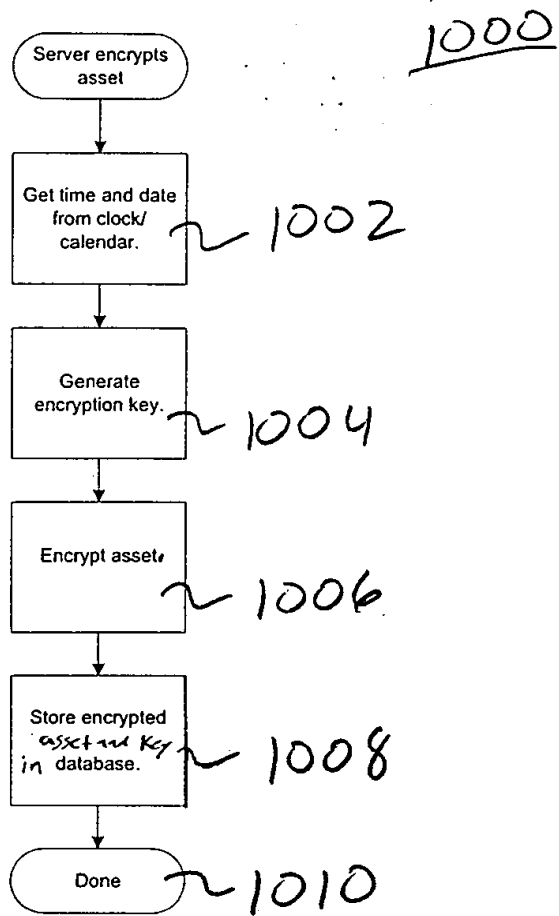 1000
Server encrypts
asset
Get time and date
from clock/
calendar.
1002
Generate
encryption key.
1004
Encrypt asset.
1006
Store encrypted
asset and key
in database.
1008
Done
1010